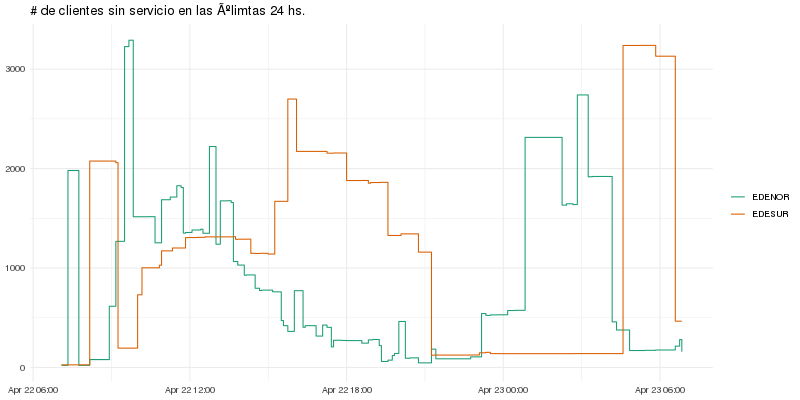 # de clientes sin servicio en las Ãºlimtas 24 hs.
3000
2000
1000
0
Apr 22 06:00 Apr 22 12:00 Apr 22 18:00 Apr 23 00:00 Apr 23 06:00
EDENOR
EDESUR